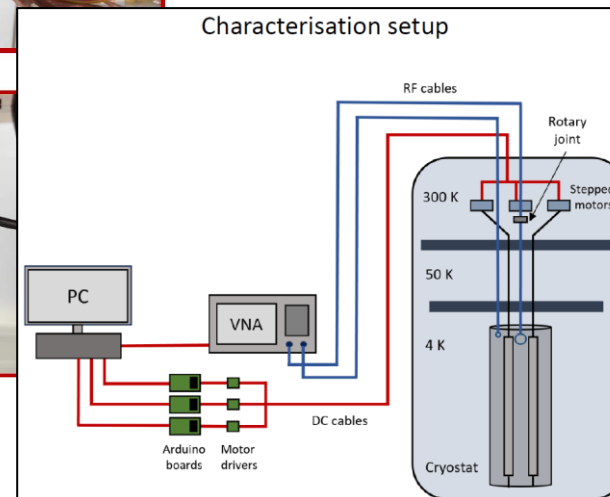 Characterisation setup
RF cables
Rotary
joint
300 K
Stepped
motors
50 K
PC
VNA
4 K
DC cables
Arduino
boards
Motor
drivers
Cryostat